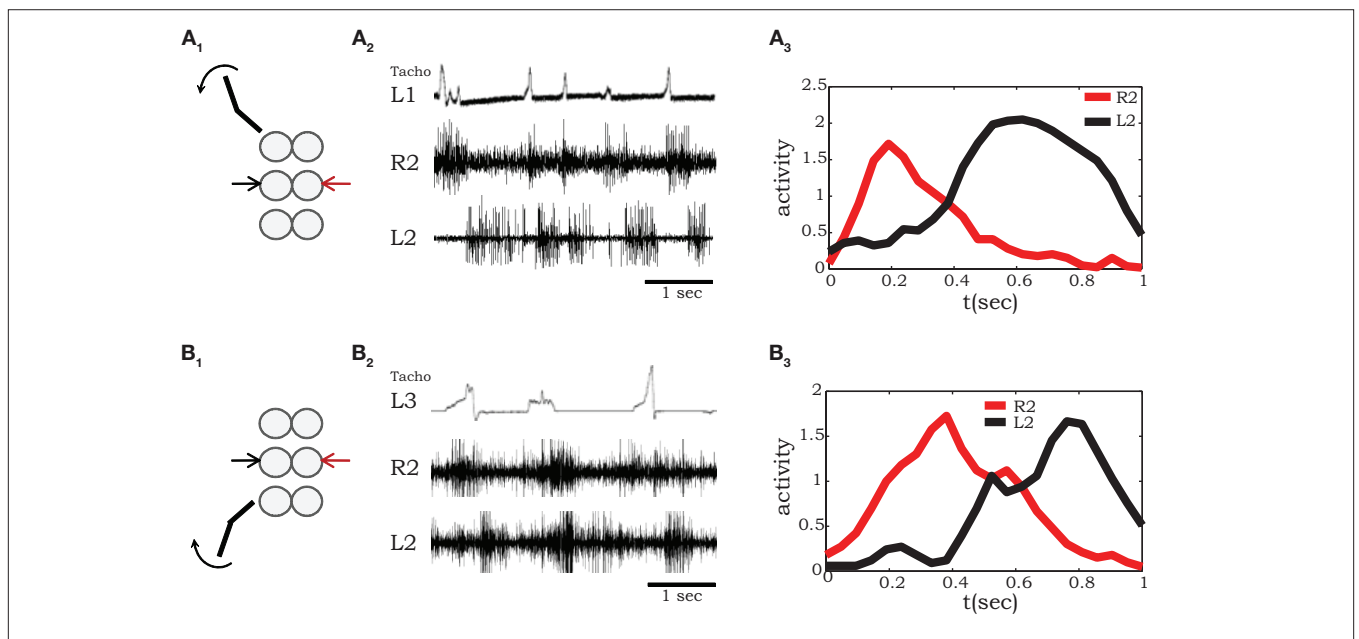 A1
A2
Tacho
L1
R2
L2
1 sec
A3
2.5
2
1.5
1
0.5
0
activity
R2
L2
0 0.2 0.4 0.6 0.8 1
t(sec)
B1
B2
Tacho
L3
R2
L2
1 sec
B3
2
1.5
1
0.5
0
activity
R2
L2
0 0.2 0.4 0.6 0.8 1
t(sec)